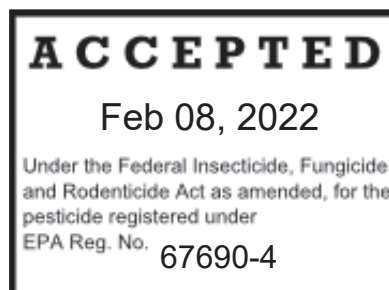 ACCEPTED
Feb 08, 2022
Under the Federal Insecticide, Fungicide
and Rodenticide Act as amended, for the
pesticide registered under
EPA Reg. No. 67690-4